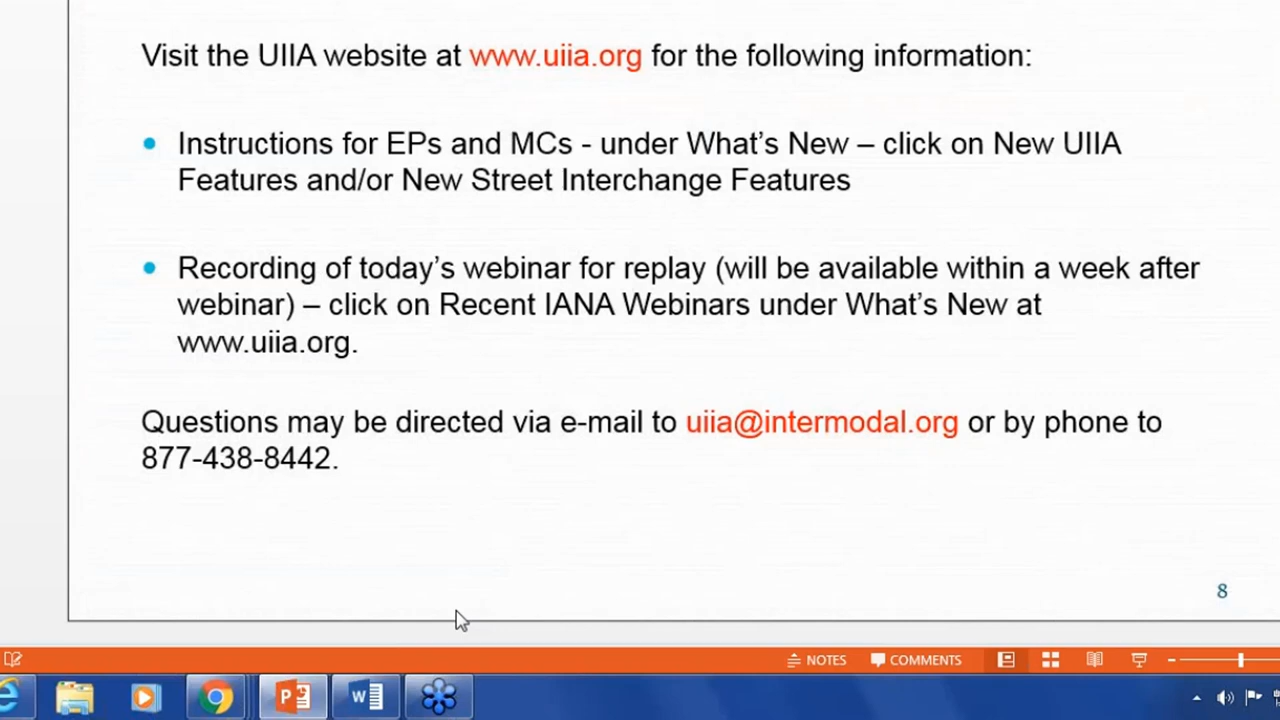 Visit the UIIA website at www.uiia.org for the following information:
• Instructions for EPs and MCs - under What's New – click on New UIIA
Features and/or New Street Interchange Features
• Recording of today's webinar for replay (will be available within a week after
webinar) – click on Recent IANA Webinars under What's New at
www.uiia.org.
Questions may be directed via e-mail to uiia@intermodal.org or by phone to
877-438-8442.
8
NOTES COMMENTS